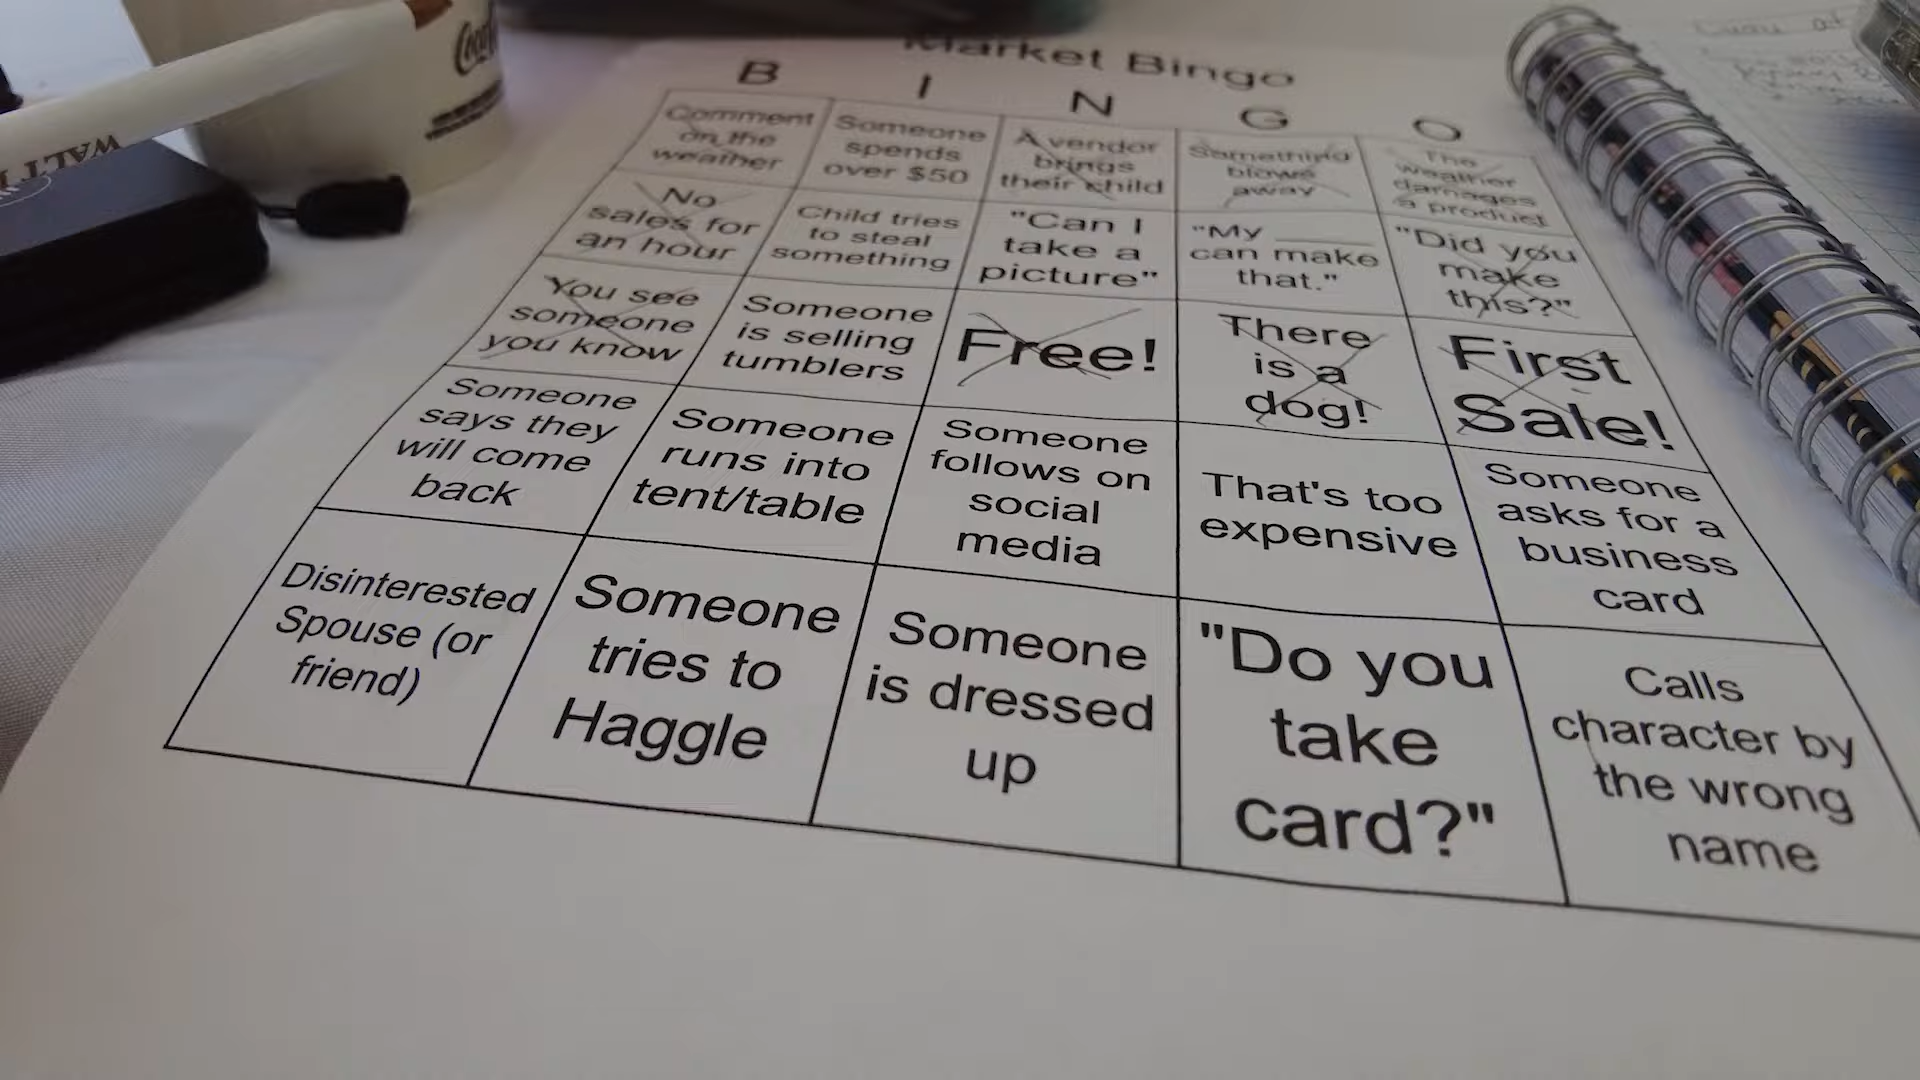 Market Bingo
B I N G O
Comment
on the
weather
Someone
spends
over $50
A vendor
brings
their child
Something
blows
away
The
weather
damages
a product
No
sales for
an hour
Child tries
to steal
something
"Can I
take a
picture"
"My ____
can make
that."
"Did you
make
this?"
You see
someone
you know
Someone
is selling
tumblers
Free!
There
is a
dog!
First
Sale!
Someone
says they
will come
back
Someone
runs into
tent/table
Someone
follows on
social
media
That's too
expensive
Someone
asks for a
business
card
Disinterested
Spouse (or
friend)
Someone
tries to
Haggle
Someone
is dressed
up
"Do you
take
card?"
Calls
character by
the wrong
name
WALT